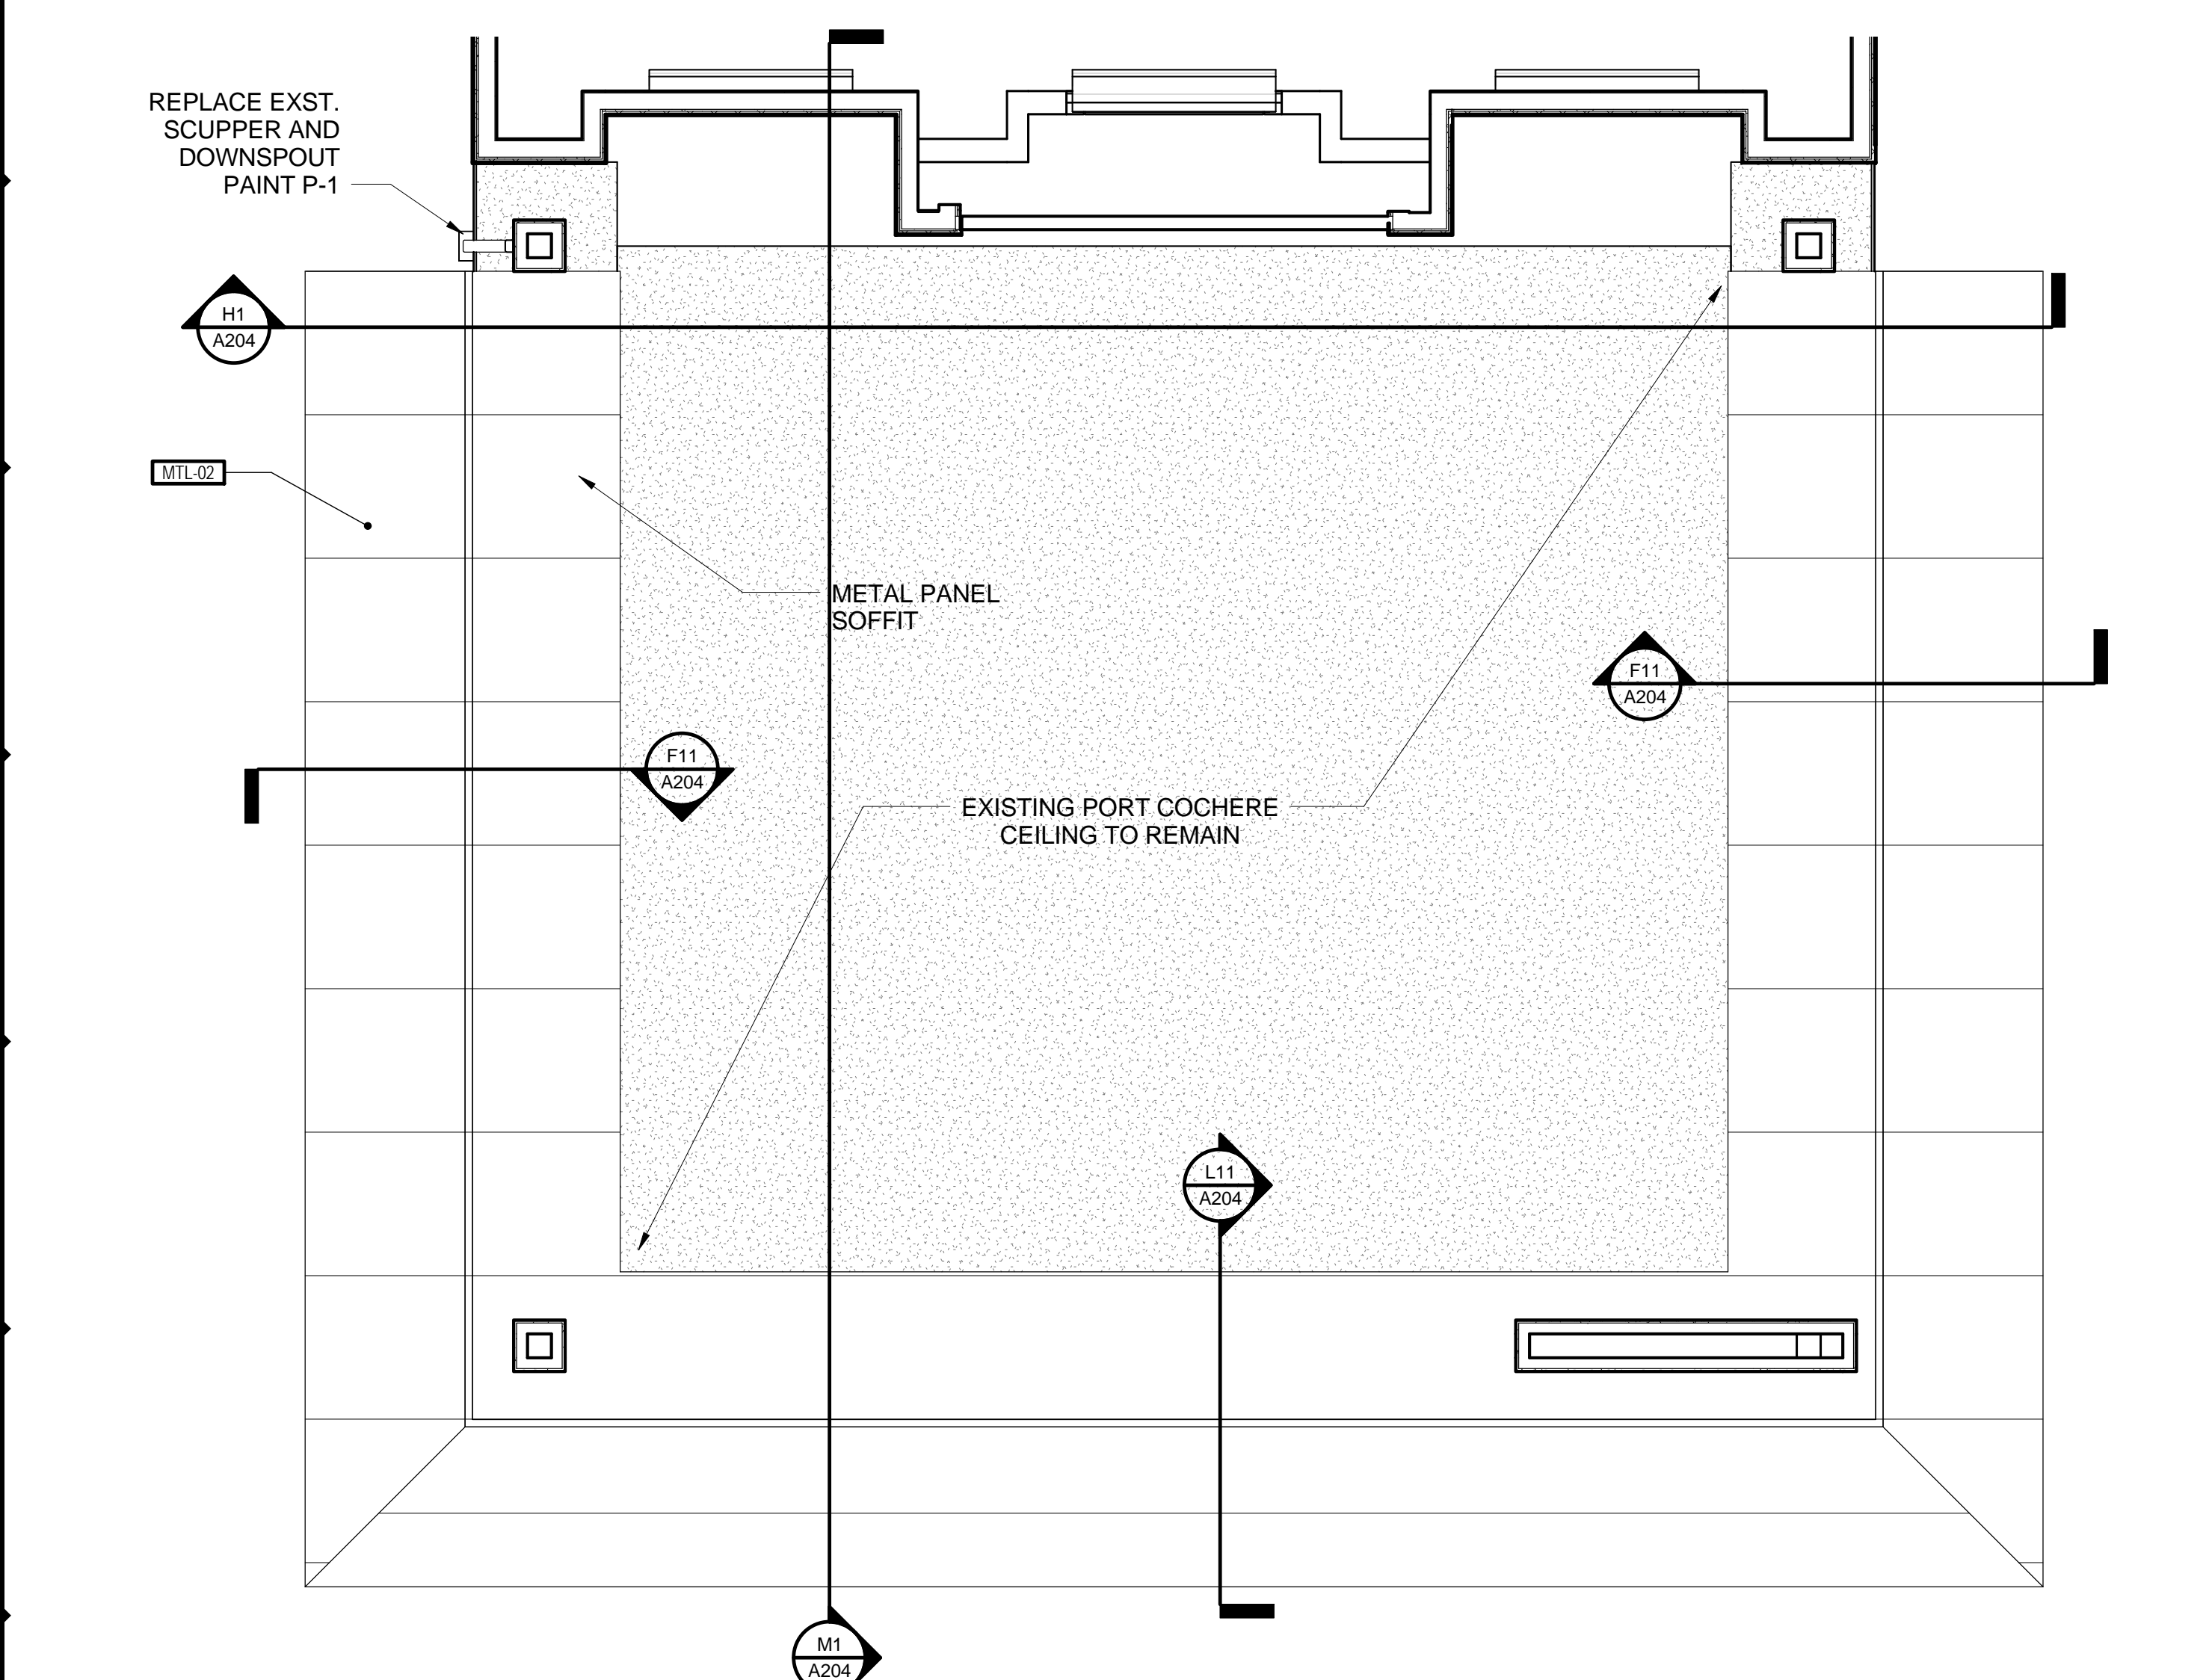 REPLACE EXST.
SCUPPER AND
DOWNSPOUT
PAINT P-1
H1
A204
MTL-02
METAL PANEL
SOFFIT
F11
A204
F11
A204
EXISTING PORT COCHERE
CEILING TO REMAIN
L11
A204
M1
A204